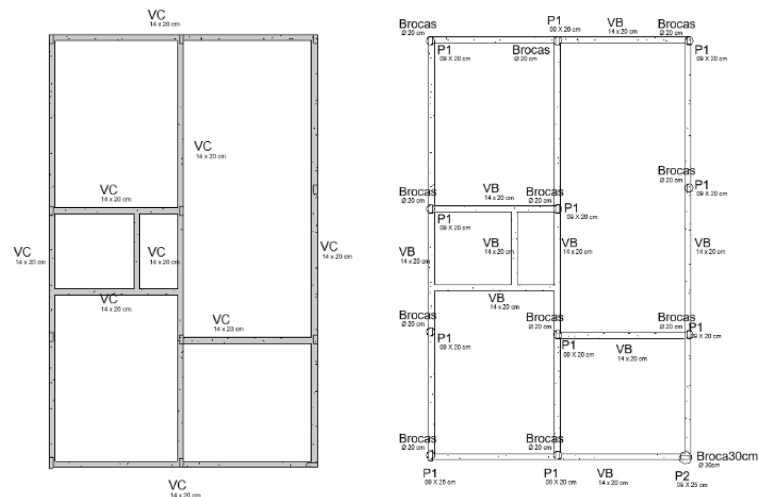 VC
14 x 20 cm
VC
14 x 20 cm
VC
14 x 20 cm
VC
14 x 20 cm
VC
14 x 20 cm
VC
14 x 20 cm
VC
14 x 20 cm
VC
14 x 20 cm
Brocas
Ø 20 cm
P1
09 X 20 cm
P1
00 X 20 cm
Brocas
Ø 20 cm
VB
14 x 20 cm
Brocas
Ø 20 cm
P1
09 X 20 cm
Brocas
Ø 20 cm
P1
09 X 20 cm
Brocas
Ø 20 cm
P1
09 X 20 cm
VB
14 x 20 cm
Brocas
Ø 20 cm
P1
09 X 20 cm
VB
14 x 20 cm
VB
14 x 20 cm
VB
14 x 20 cm
VB
14 x 20 cm
VB
14 x 20 cm
Brocas
Ø 20 cm
P1
09 X 20 cm
Brocas
Ø 20 cm
P1
09 X 20 cm
VB
14 x 20 cm
Brocas
Ø 20 cm
P1
09 X 20 cm
Brocas
Ø 20 cm
P1
Brocas
Ø 20 cm
P1
VB
14 x 20 cm
Broca30cm
Ø 30cm
P2
09 X 25 cm